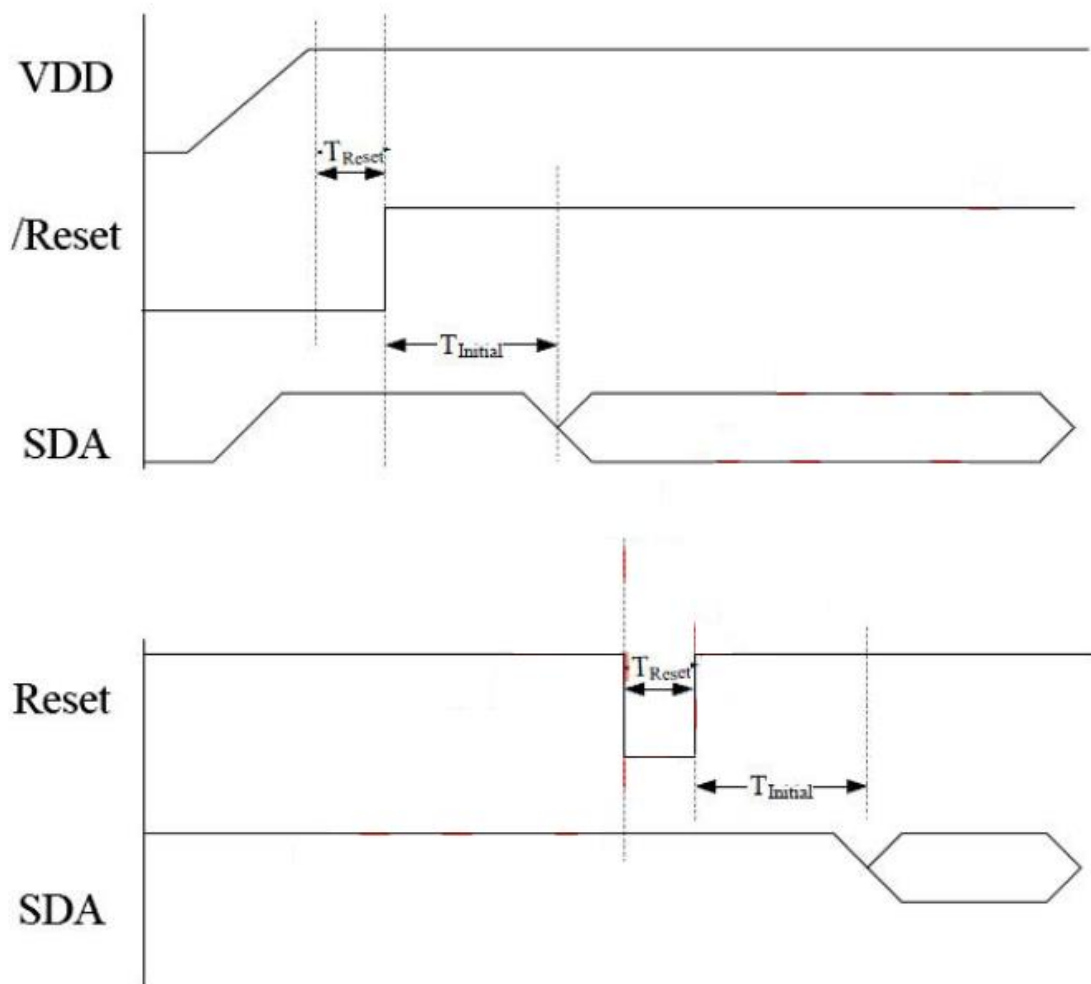 VDD
TReset
/Reset
TInitial
SDA
TReset
Reset
TInitial
SDA